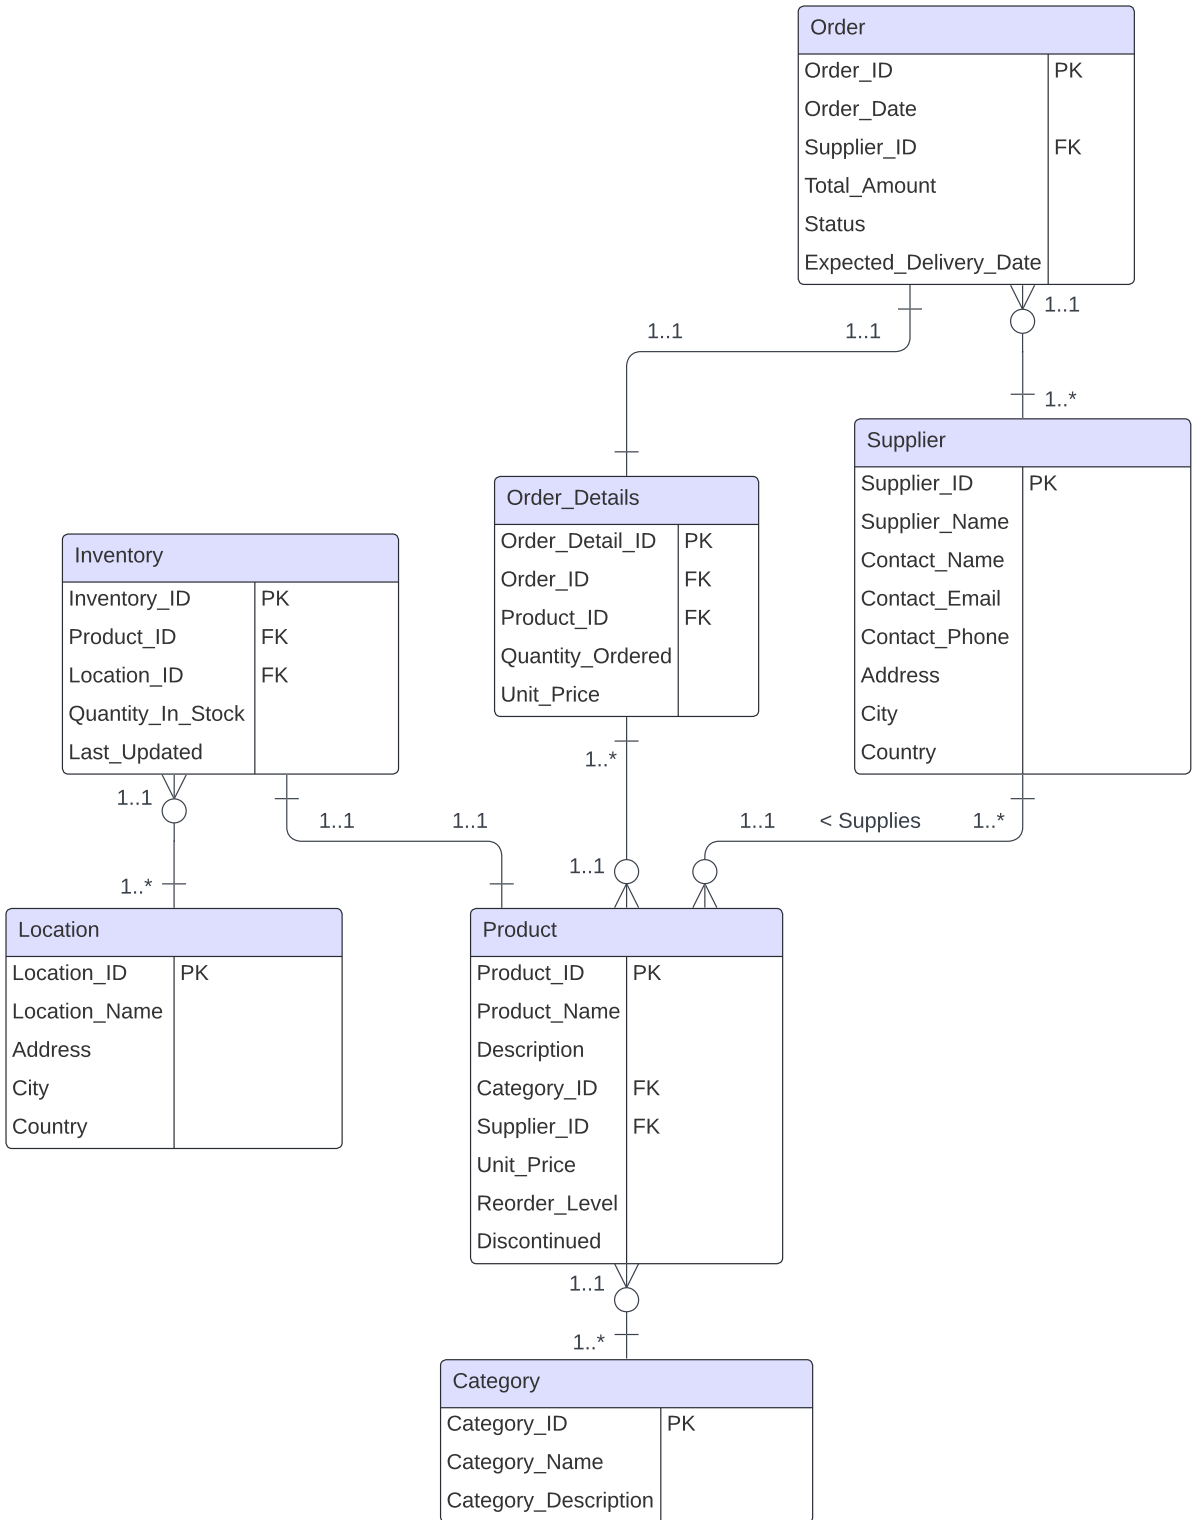 Order
Order_ID PK
Order_Date
Supplier_ID FK
Total_Amount
Status
Expected_Delivery_Date
1..1
1..1
1..1
1..*
Supplier
Supplier_ID PK
Supplier_Name
Contact_Name
Contact_Email
Contact_Phone
Address
City
Country
Order_Details
Order_Detail_ID PK
Order_ID FK
Product_ID FK
Quantity_Ordered
Unit_Price
Inventory
Inventory_ID PK
Product_ID FK
Location_ID FK
Quantity_In_Stock
Last_Updated
1..*
1..1
1..1 1..1
1..1 < Supplies 1..*
1..1
1..*
Location
Location_ID PK
Location_Name
Address
City
Country
Product
Product_ID PK
Product_Name
Description
Category_ID FK
Supplier_ID FK
Unit_Price
Reorder_Level
Discontinued
1..1
1..*
Category
Category_ID PK
Category_Name
Category_Description